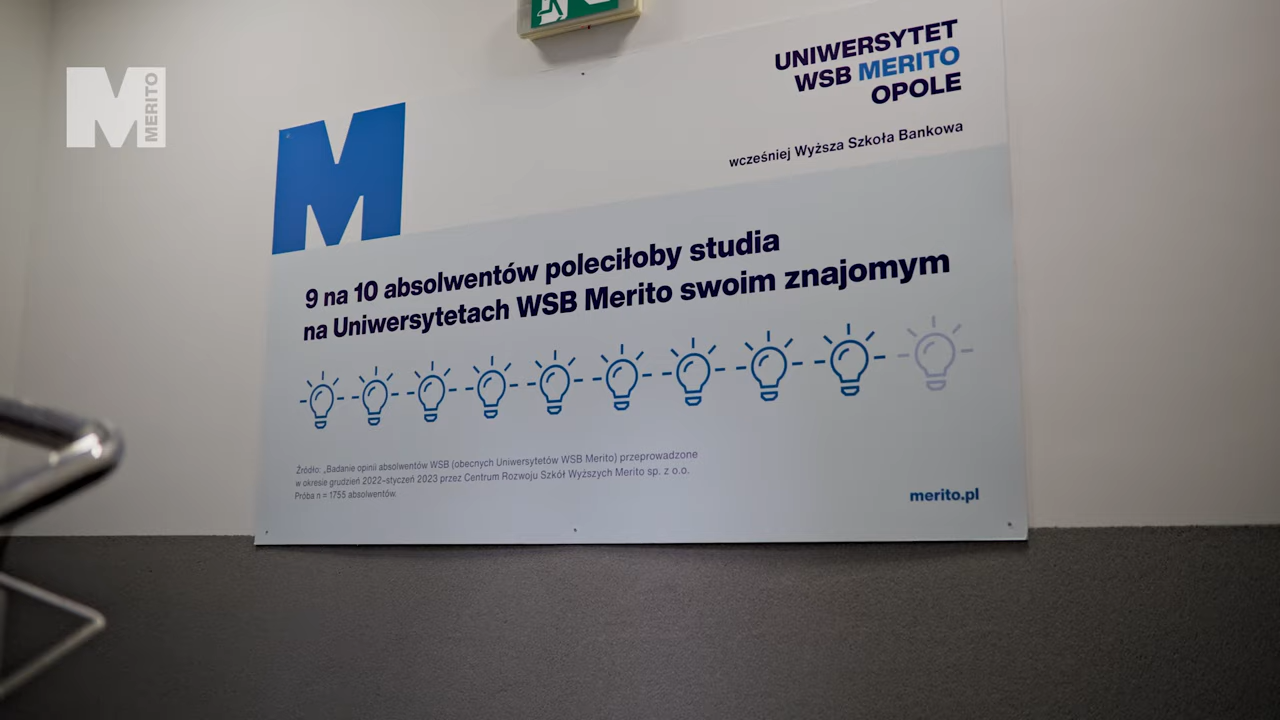 MERITO
UNIWERSYTET
WSB MERITO
OPOLE
wcześniej Wyższa Szkoła Bankowa
M
9 na 10 absolwentów poleciłoby studia
na Uniwersytetach WSB Merito swoim znajomym
Źródło: „Badanie opinii absolwentów WSB (obecnych Uniwersytetów WSB Merito) przeprowadzone
w okresie grudzień 2022–styczeń 2023 przez Centrum Rozwoju Szkół Wyższych Merito sp. z o.o.
Próba n = 1755 absolwentów.
merito.pl